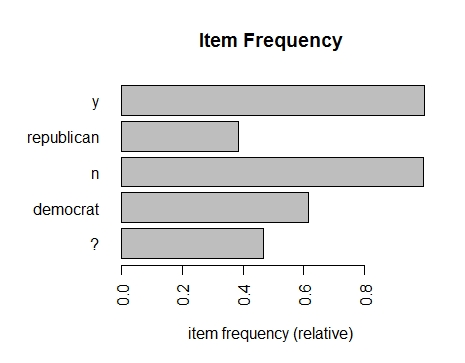 Item Frequency
y
republican
n
democrat
?
0.0 0.2 0.4 0.6 0.8
item frequency (relative)